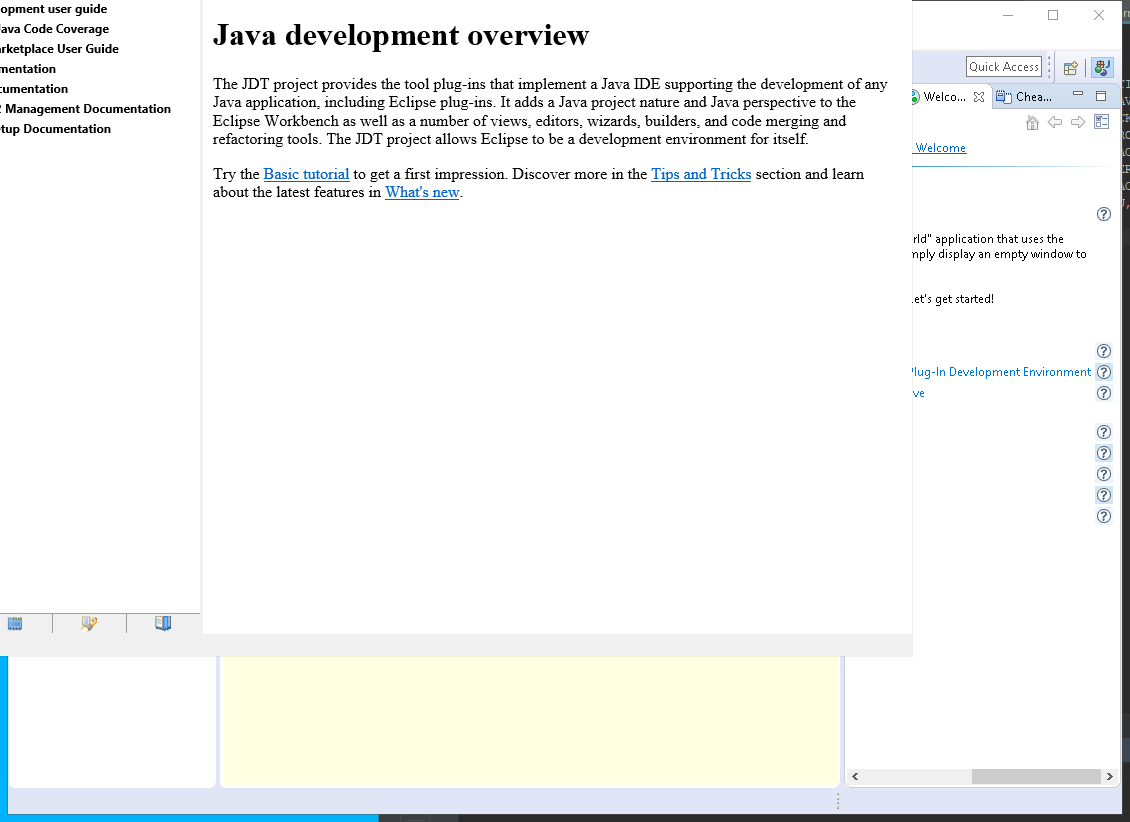 opment user guide
Java Code Coverage
arketplace User Guide
mentation
cumentation
2 Management Documentation
tup Documentation
Java development overview
The JDT project provides the tool plug-ins that implement a Java IDE supporting the development of any
Java application, including Eclipse plug-ins. It adds a Java project nature and Java perspective to the
Eclipse Workbench as well as a number of views, editors, wizards, builders, and code merging and
refactoring tools. The JDT project allows Eclipse to be a development environment for itself.
Try the Basic tutorial to get a first impression. Discover more in the Tips and Tricks section and learn
about the latest features in What's new.
Quick Access
Welco...
Chea...
Welcome
rld" application that uses the
mply display an empty window to
Let's get started!
Plug-In Development Environment
ve